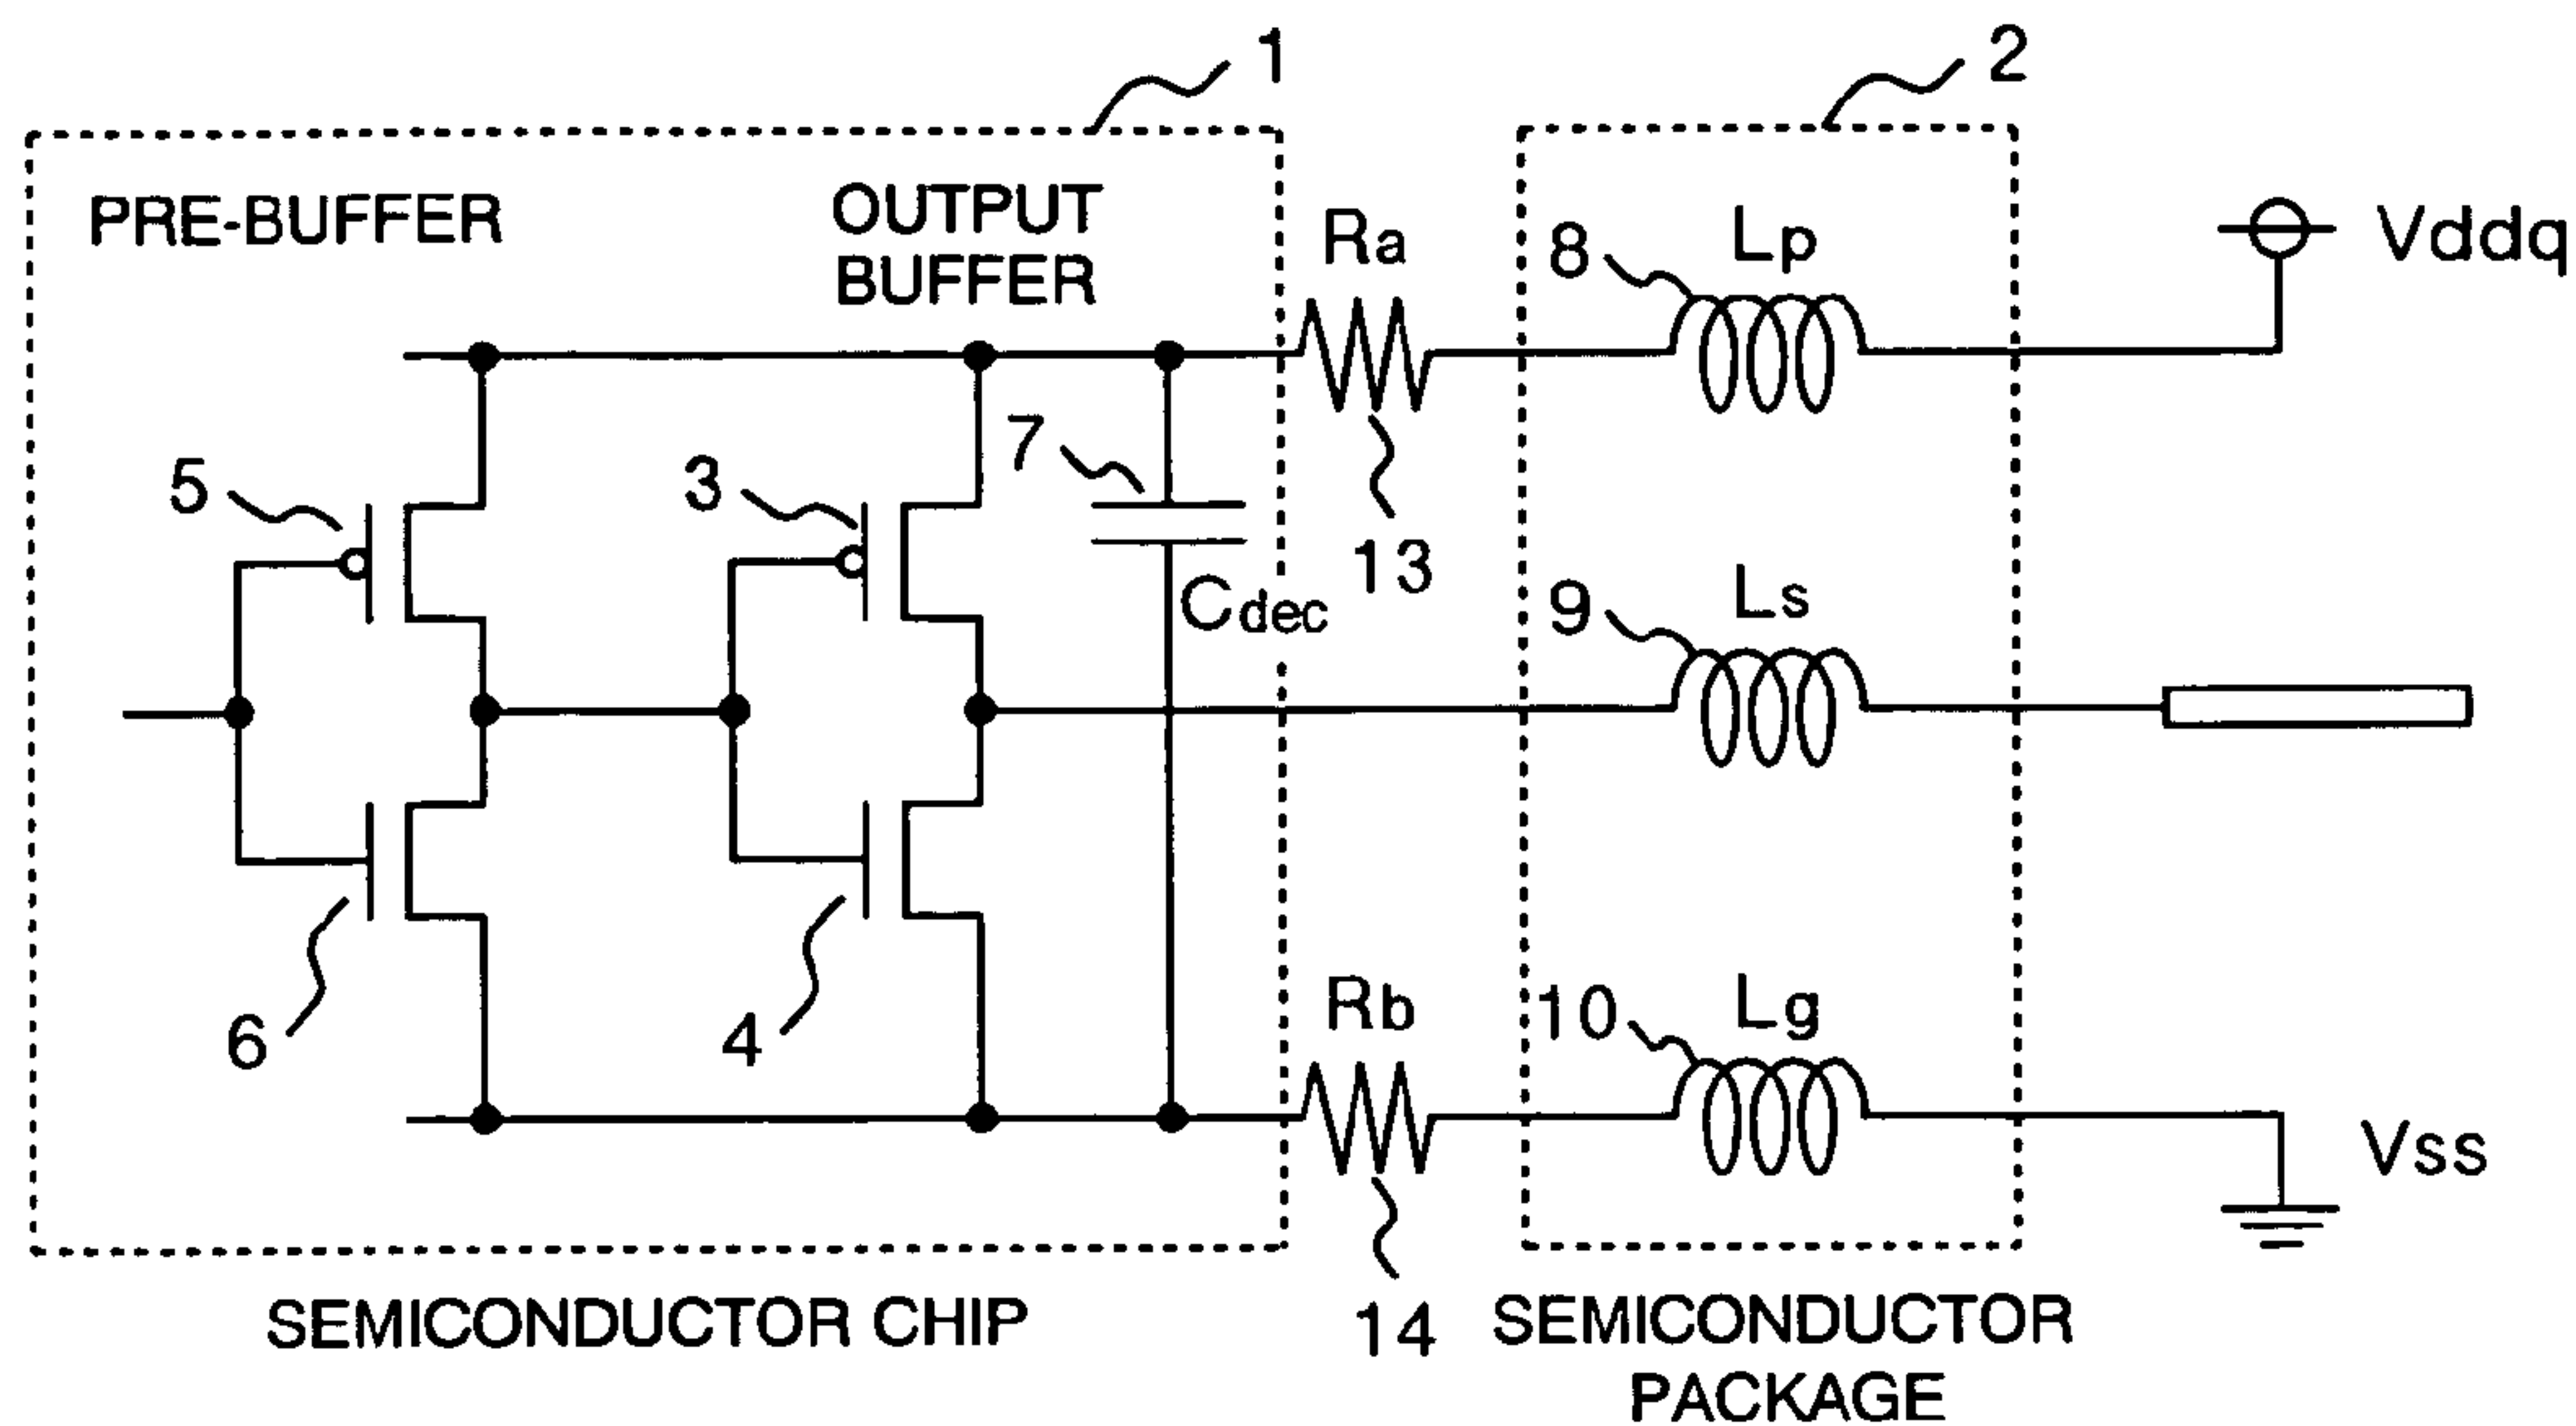 1
2
PRE-BUFFER
OUTPUT
BUFFER
Ra
8
Lp
Vddq
5
3
7
13
Cdec
9
Ls
6
4
Rb
10
Lg
Vss
14
SEMICONDUCTOR CHIP
SEMICONDUCTOR
PACKAGE